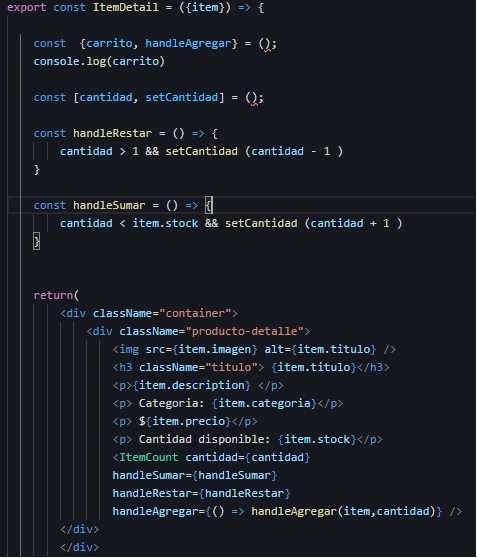 export const ItemDetail = ({item}) => {
const {carrito, handleAgregar} = ();
console.log(carrito)
const [cantidad, setCantidad] = ();
const handleRestar = () => {
cantidad > 1 && setCantidad (cantidad - 1 )
}
const handleSumar = () => {
cantidad < item.stock && setCantidad (cantidad + 1 )
}
return(
<div className="container">
<div className="producto-detalle">
<img src={item.imagen} alt={item.titulo} />
<h3 className="titulo"> {item.titulo}</h3>
<p>{item.description} </p>
<p> Categoria: {item.categoria}</p>
<p> ${item.precio}</p>
<p> Cantidad disponible: {item.stock}</p>
<ItemCount cantidad={cantidad}
handleSumar={handleSumar}
handleRestar={handleRestar}
handleAgregar={() => handleAgregar(item,cantidad)} />
</div>
</div>